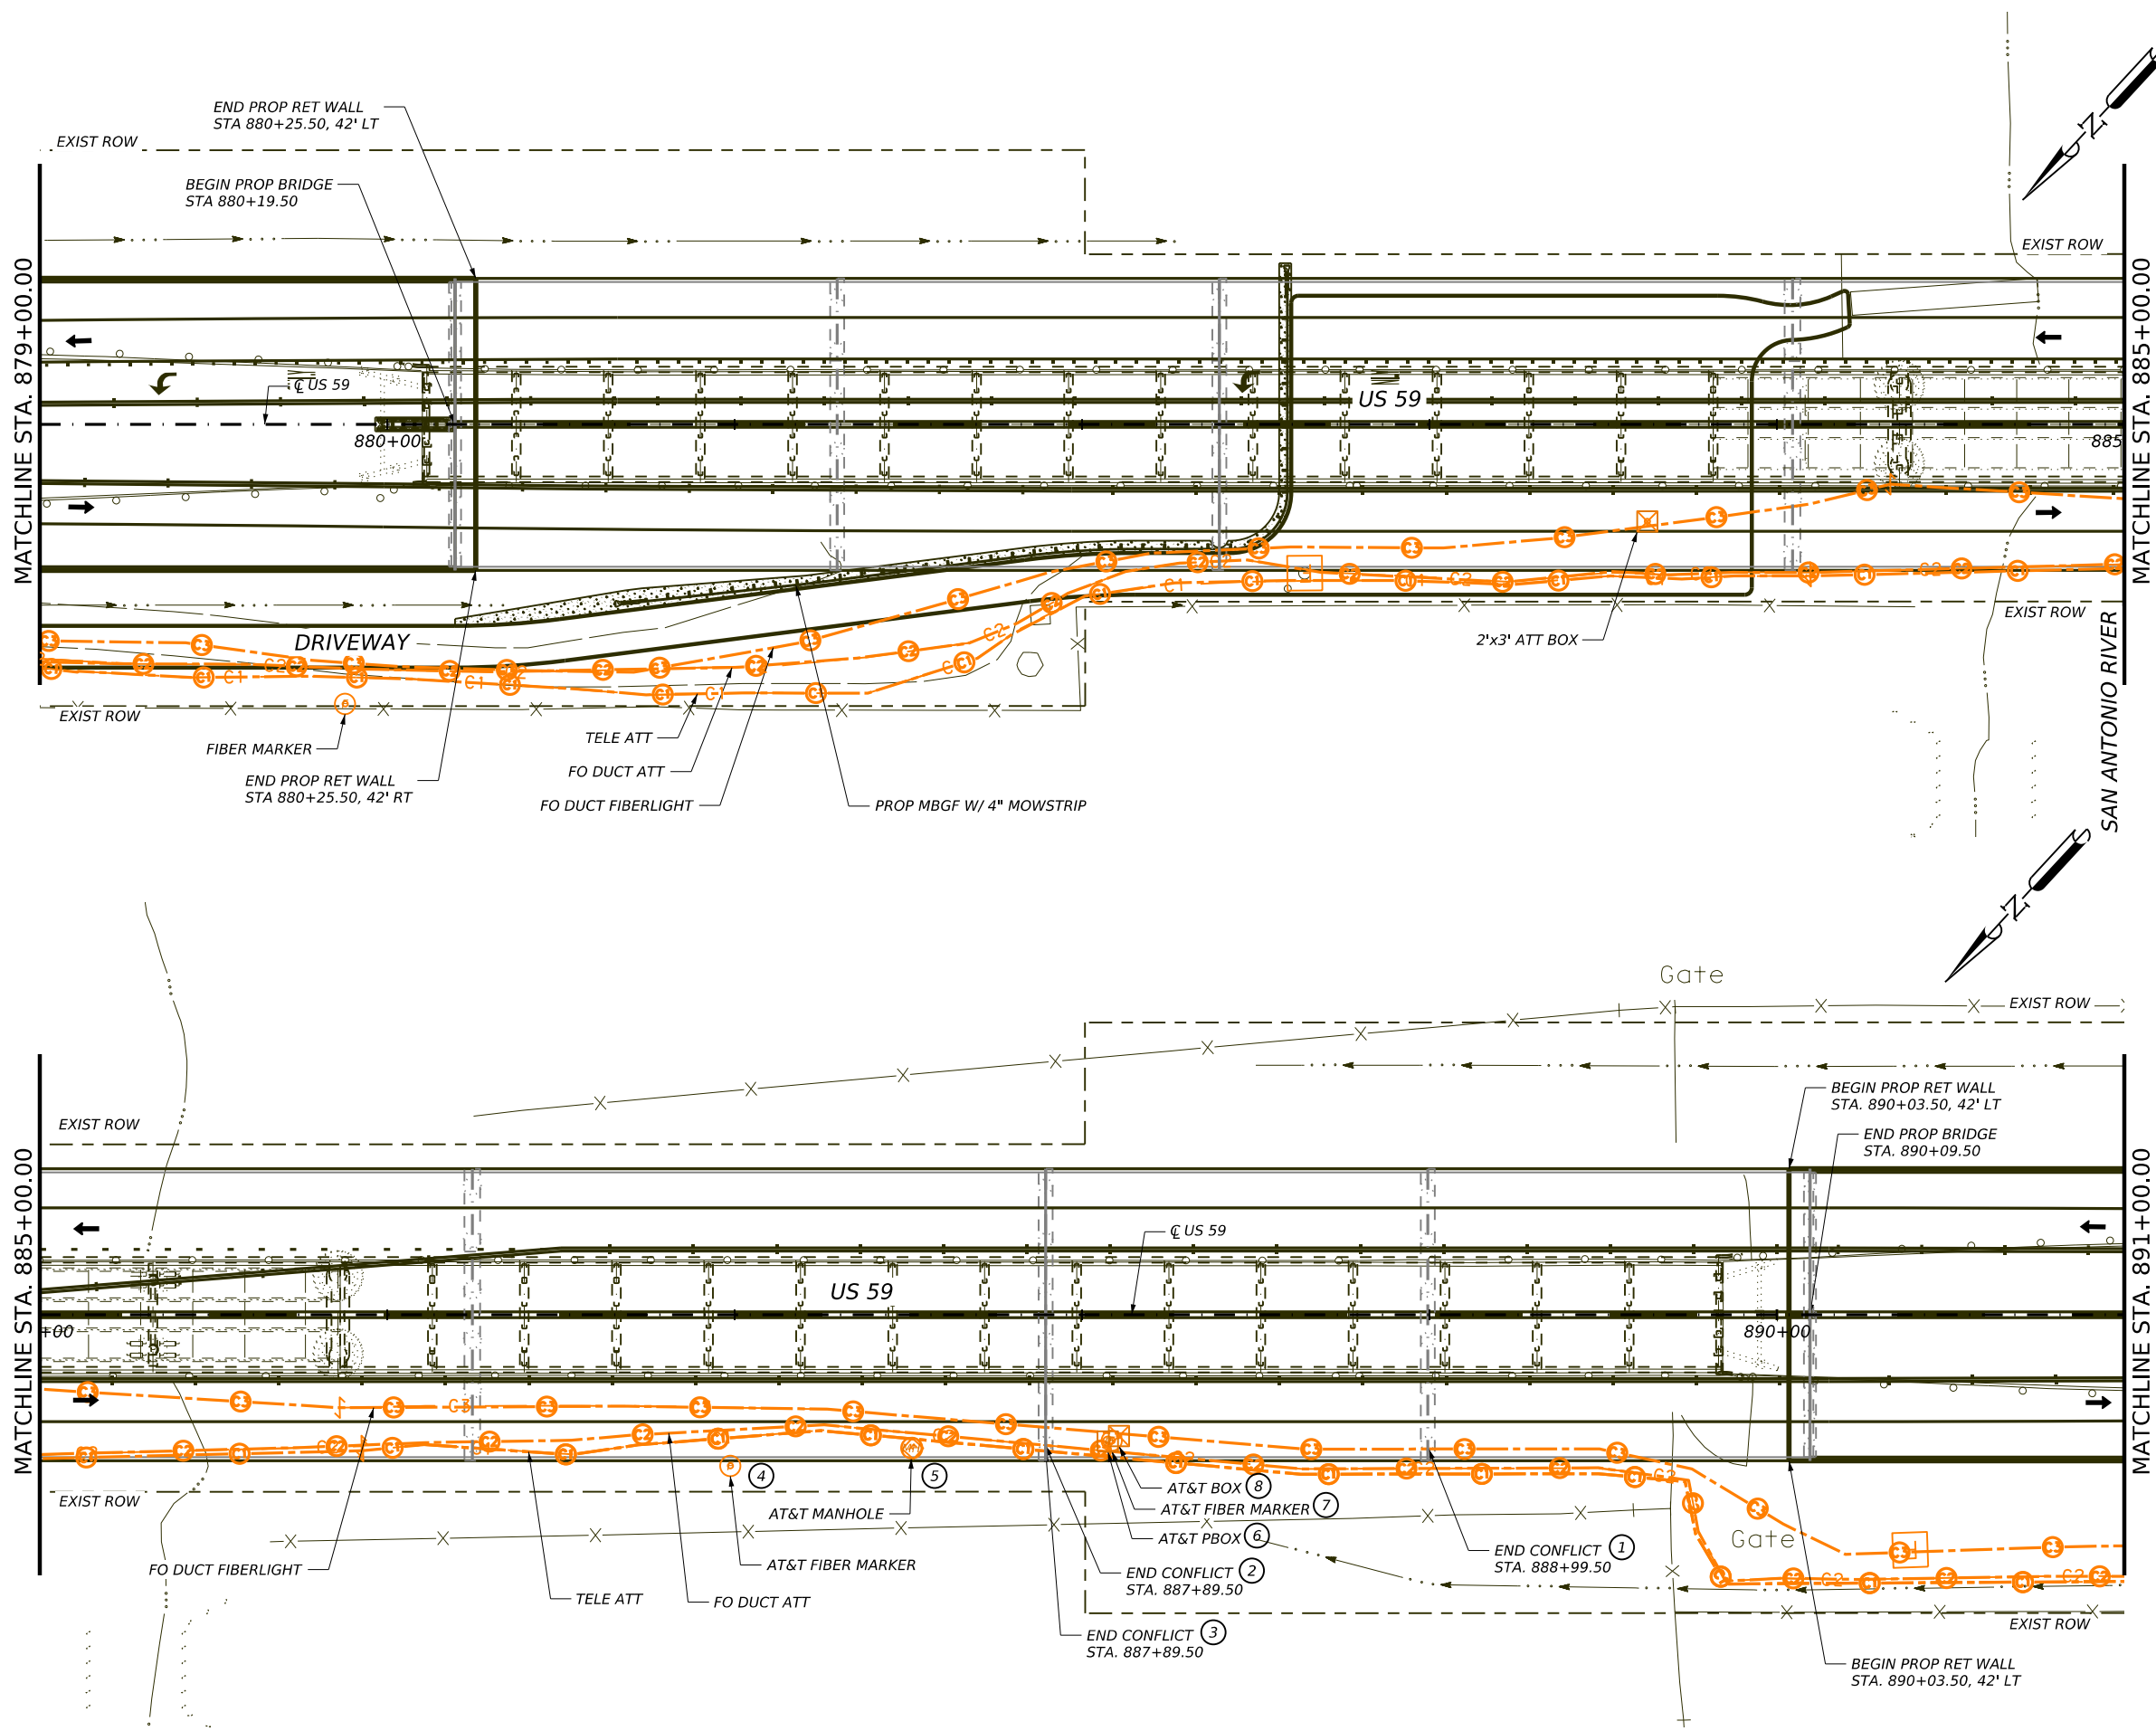 END PROP RET WALL
STA 880+25.50, 42' LT
EXIST ROW
BEGIN PROP BRIDGE
STA 880+19.50
N
EXIST ROW
MATCHLINE STA. 879+00.00
MATCHLINE STA. 885+00.00
℄ US 59
US 59
880+00
885
DRIVEWAY
EXIST ROW
2'x3' ATT BOX
EXIST ROW
FIBER MARKER
TELE ATT
FO DUCT ATT
END PROP RET WALL
STA 880+25.50, 42' RT
FO DUCT FIBERLIGHT
PROP MBGF W/ 4" MOWSTRIP
SAN ANTONIO RIVER
N
Gate
EXIST ROW
BEGIN PROP RET WALL
STA. 890+03.50, 42' LT
EXIST ROW
END PROP BRIDGE
STA. 890+09.50
MATCHLINE STA. 885+00.00
MATCHLINE STA. 891+00.00
℄ US 59
US 59
+00
890+00
EXIST ROW
4
5
AT&T BOX 8
AT&T FIBER MARKER 7
AT&T MANHOLE
AT&T PBOX 6
Gate
END CONFLICT 1
STA. 888+99.50
FO DUCT FIBERLIGHT
AT&T FIBER MARKER
END CONFLICT 2
STA. 887+89.50
TELE ATT
FO DUCT ATT
END CONFLICT 3
STA. 887+89.50
EXIST ROW
BEGIN PROP RET WALL
STA. 890+03.50, 42' LT